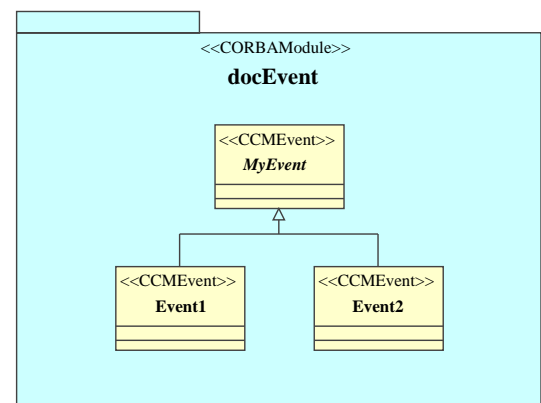 <<CORBAModule>>
docEvent
<<CCMEvent>>
MyEvent
<<CCMEvent>>
Event1
<<CCMEvent>>
Event2